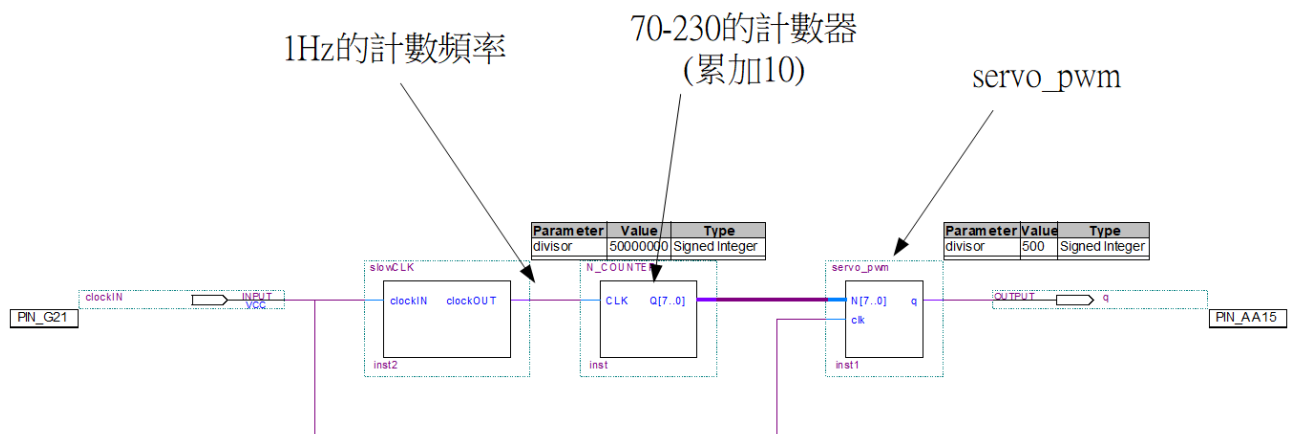 1Hz的計數頻率
70-230的計數器
(累加10)
servo_pwm
Parameter Value Type
divisor 50000000 Signed Integer
Parameter Value Type
divisor 500 Signed Integer
slowCLK
N_COUNTER
servo_pwm
clockIN
INPUT
VCC
clockIN clockOUT
CLK Q[7..0]
N[7..0] q
clk
OUTPUT
q
PIN_G21
PIN_AA15
inst2
inst
inst1